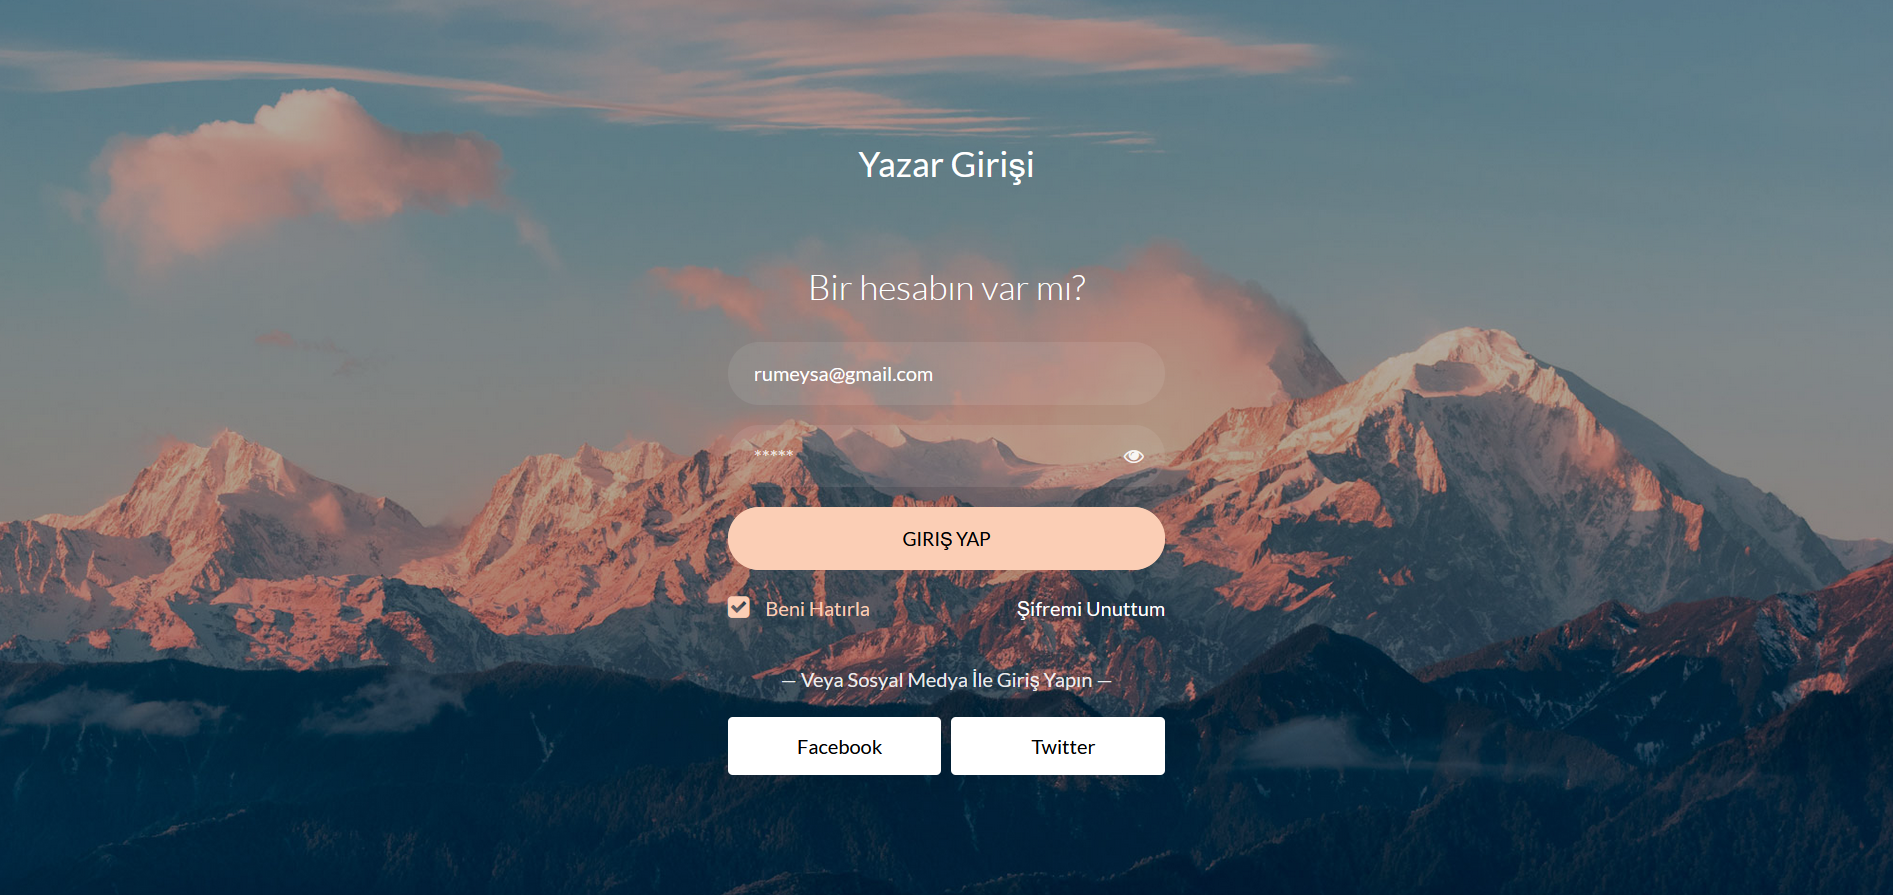 Yazar Girişi
Bir hesabın var mı?
rumeysa@gmail.com
*****
GIRIŞ YAP
Beni Hatırla
Şifremi Unuttum
— Veya Sosyal Medya İle Giriş Yapın —
Facebook
Twitter